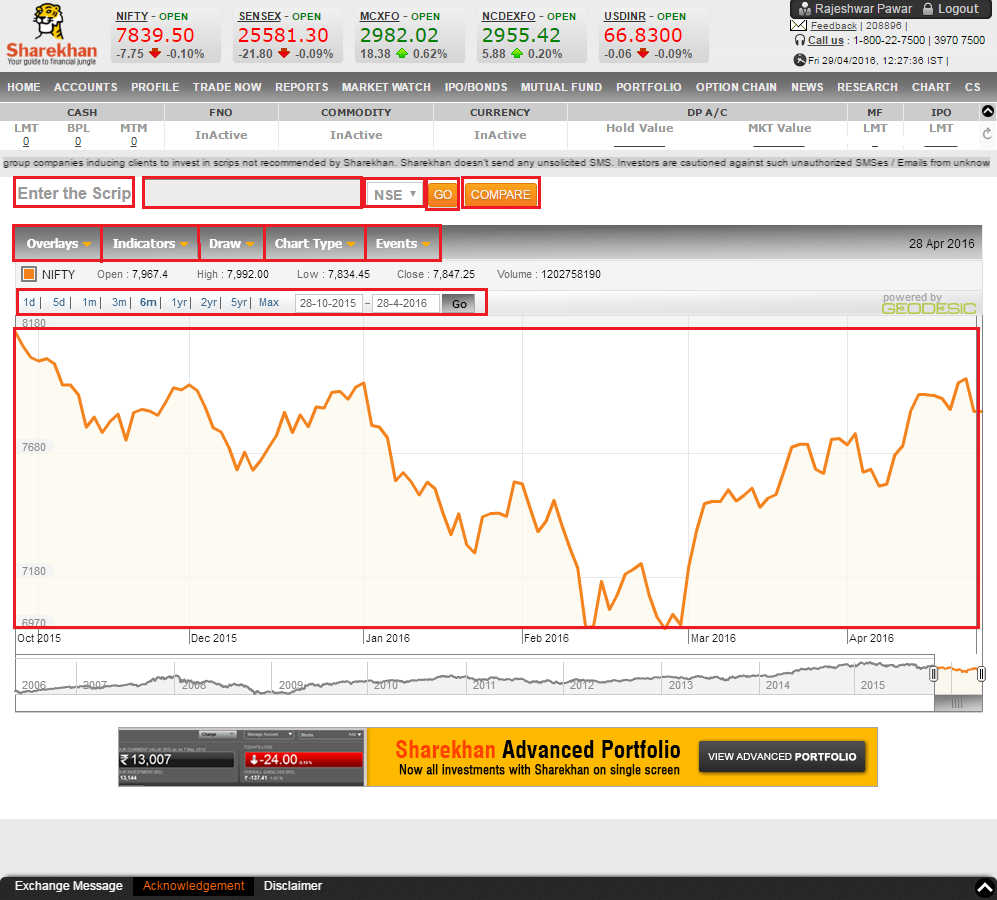 Sharekhan
Your guide to financial jungle
NIFTY - OPEN
7839.50
-7.75 -0.10%
SENSEX - OPEN
25581.30
-21.80 -0.09%
MCXFO - OPEN
2982.02
18.38 0.62%
NCDEXFO - OPEN
2955.42
5.88 0.20%
USDINR - OPEN
66.8300
-0.06 -0.09%
Rajeshwar Pawar Logout
Feedback | 208896 |
Call us : 1-800-22-7500 | 3970 7500
Fri 29/04/2016, 12:27:36 IST |
HOME ACCOUNTS PROFILE TRADE NOW REPORTS MARKET WATCH IPO/BONDS MUTUAL FUND PORTFOLIO OPTION CHAIN NEWS RESEARCH CHART CS
CASH FNO COMMODITY CURRENCY DP A/C MF IPO
LMT BPL MTM InActive InActive InActive Hold Value MKT Value LMT LMT
0 0 0
group companies inducing clients to invest in scrips not recommended by Sharekhan. Sharekhan doesn't send any unsolicited SMS. Investors are cautioned against such unauthorized SMSes / Emails from unknow
Enter the Scrip NSE GO COMPARE
Overlays Indicators Draw Chart Type Events 28 Apr 2016
NIFTY Open : 7,967.4 High : 7,992.00 Low : 7,834.45 Close : 7,847.25 Volume : 1202758190
1d | 5d | 1m | 3m | 6m | 1yr | 2yr | 5yr | Max 28-10-2015 – 28-4-2016 Go
powered by
GEODESIC
8180
7680
7180
6970
Oct 2015 Dec 2015 Jan 2016 Feb 2016 Mar 2016 Apr 2016
2006 2007 2008 2009 2010 2011 2012 2013 2014 2015
Change Manage Account Stocks Add
₹ 13,007
13,144
TODAYS LOSS
-24.00
₹ -137.41
Sharekhan Advanced Portfolio
Now all investments with Sharekhan on single screen
VIEW ADVANCED PORTFOLIO
Exchange Message Acknowledgement Disclaimer